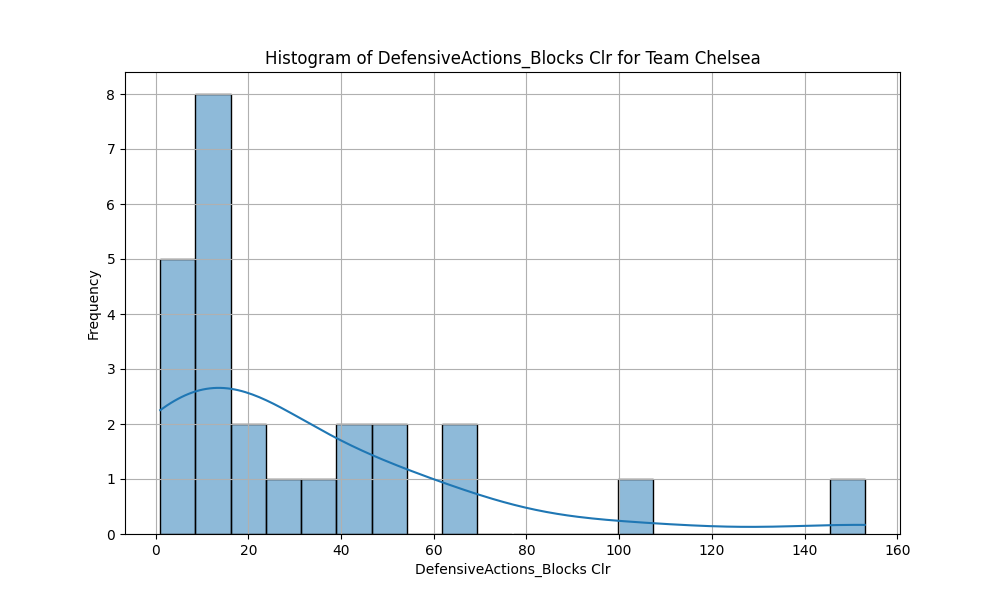 Histogram of DefensiveActions_Blocks Clr for Team Chelsea
8
7
6
5
4
3
2
1
0
Frequency
0 20 40 60 80 100 120 140 160
DefensiveActions_Blocks Clr